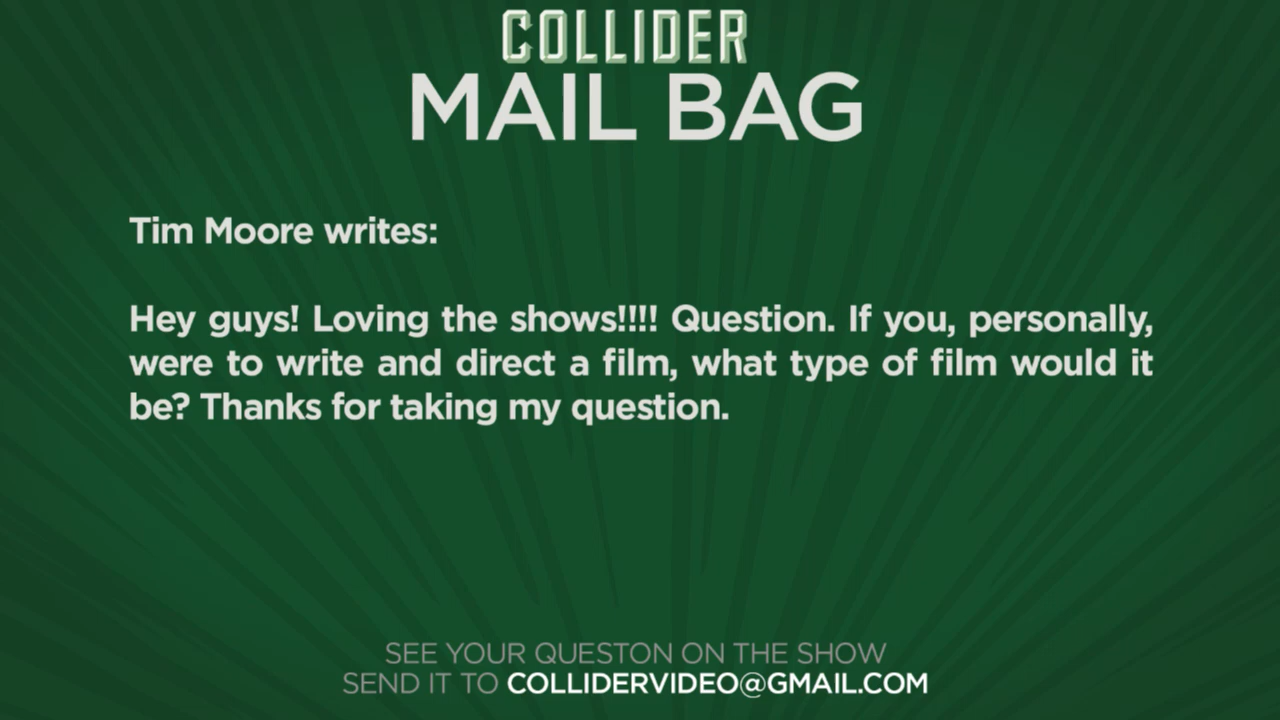 COLLIDER
MAIL BAG
Tim Moore writes:
Hey guys! Loving the shows!!!! Question. If you, personally,
were to write and direct a film, what type of film would it
be? Thanks for taking my question.
SEE YOUR QUESTON ON THE SHOW
SEND IT TO COLLIDERVIDEO@GMAIL.COM